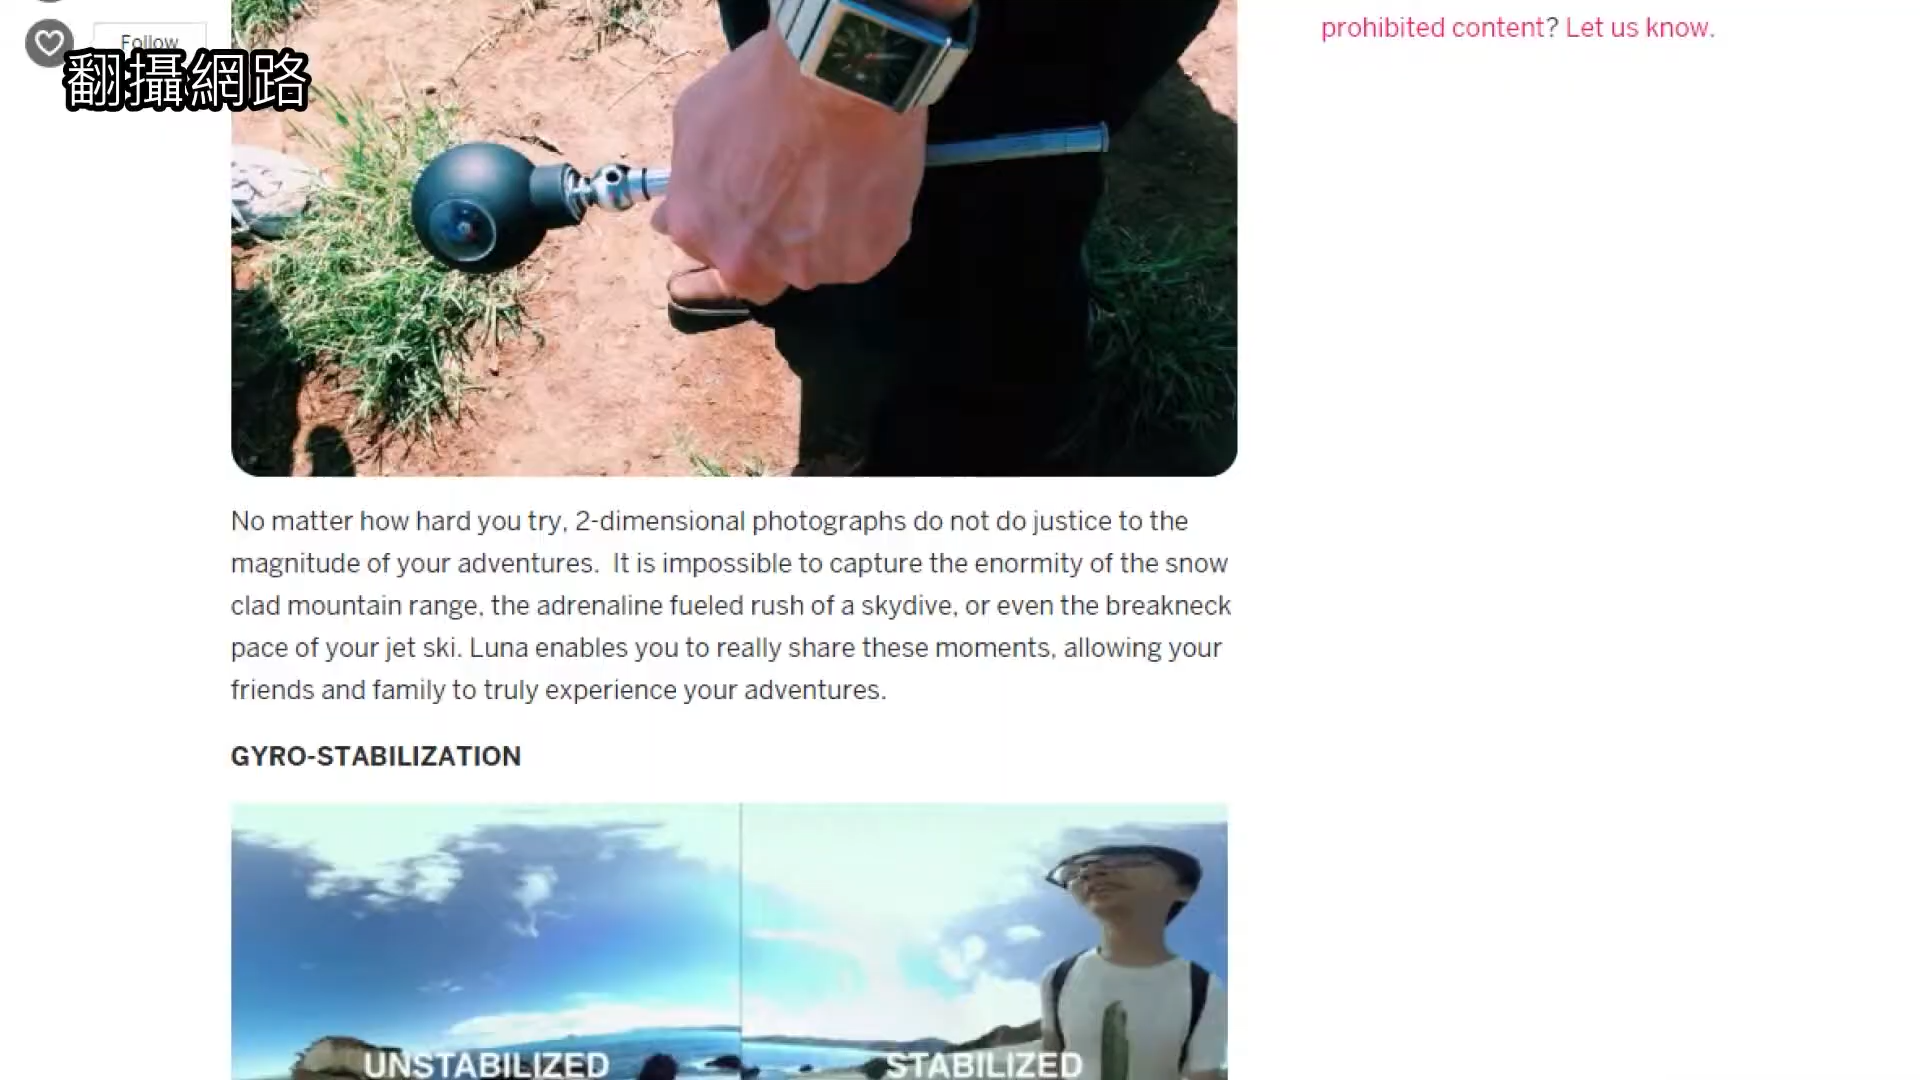 prohibited content? Let us know.
Follow
翻攝網路
No matter how hard you try, 2-dimensional photographs do not do justice to the
magnitude of your adventures.  It is impossible to capture the enormity of the snow
clad mountain range, the adrenaline fueled rush of a skydive, or even the breakneck
pace of your jet ski. Luna enables you to really share these moments, allowing your
friends and family to truly experience your adventures.
GYRO-STABILIZATION
UNSTABILIZED
STABILIZED